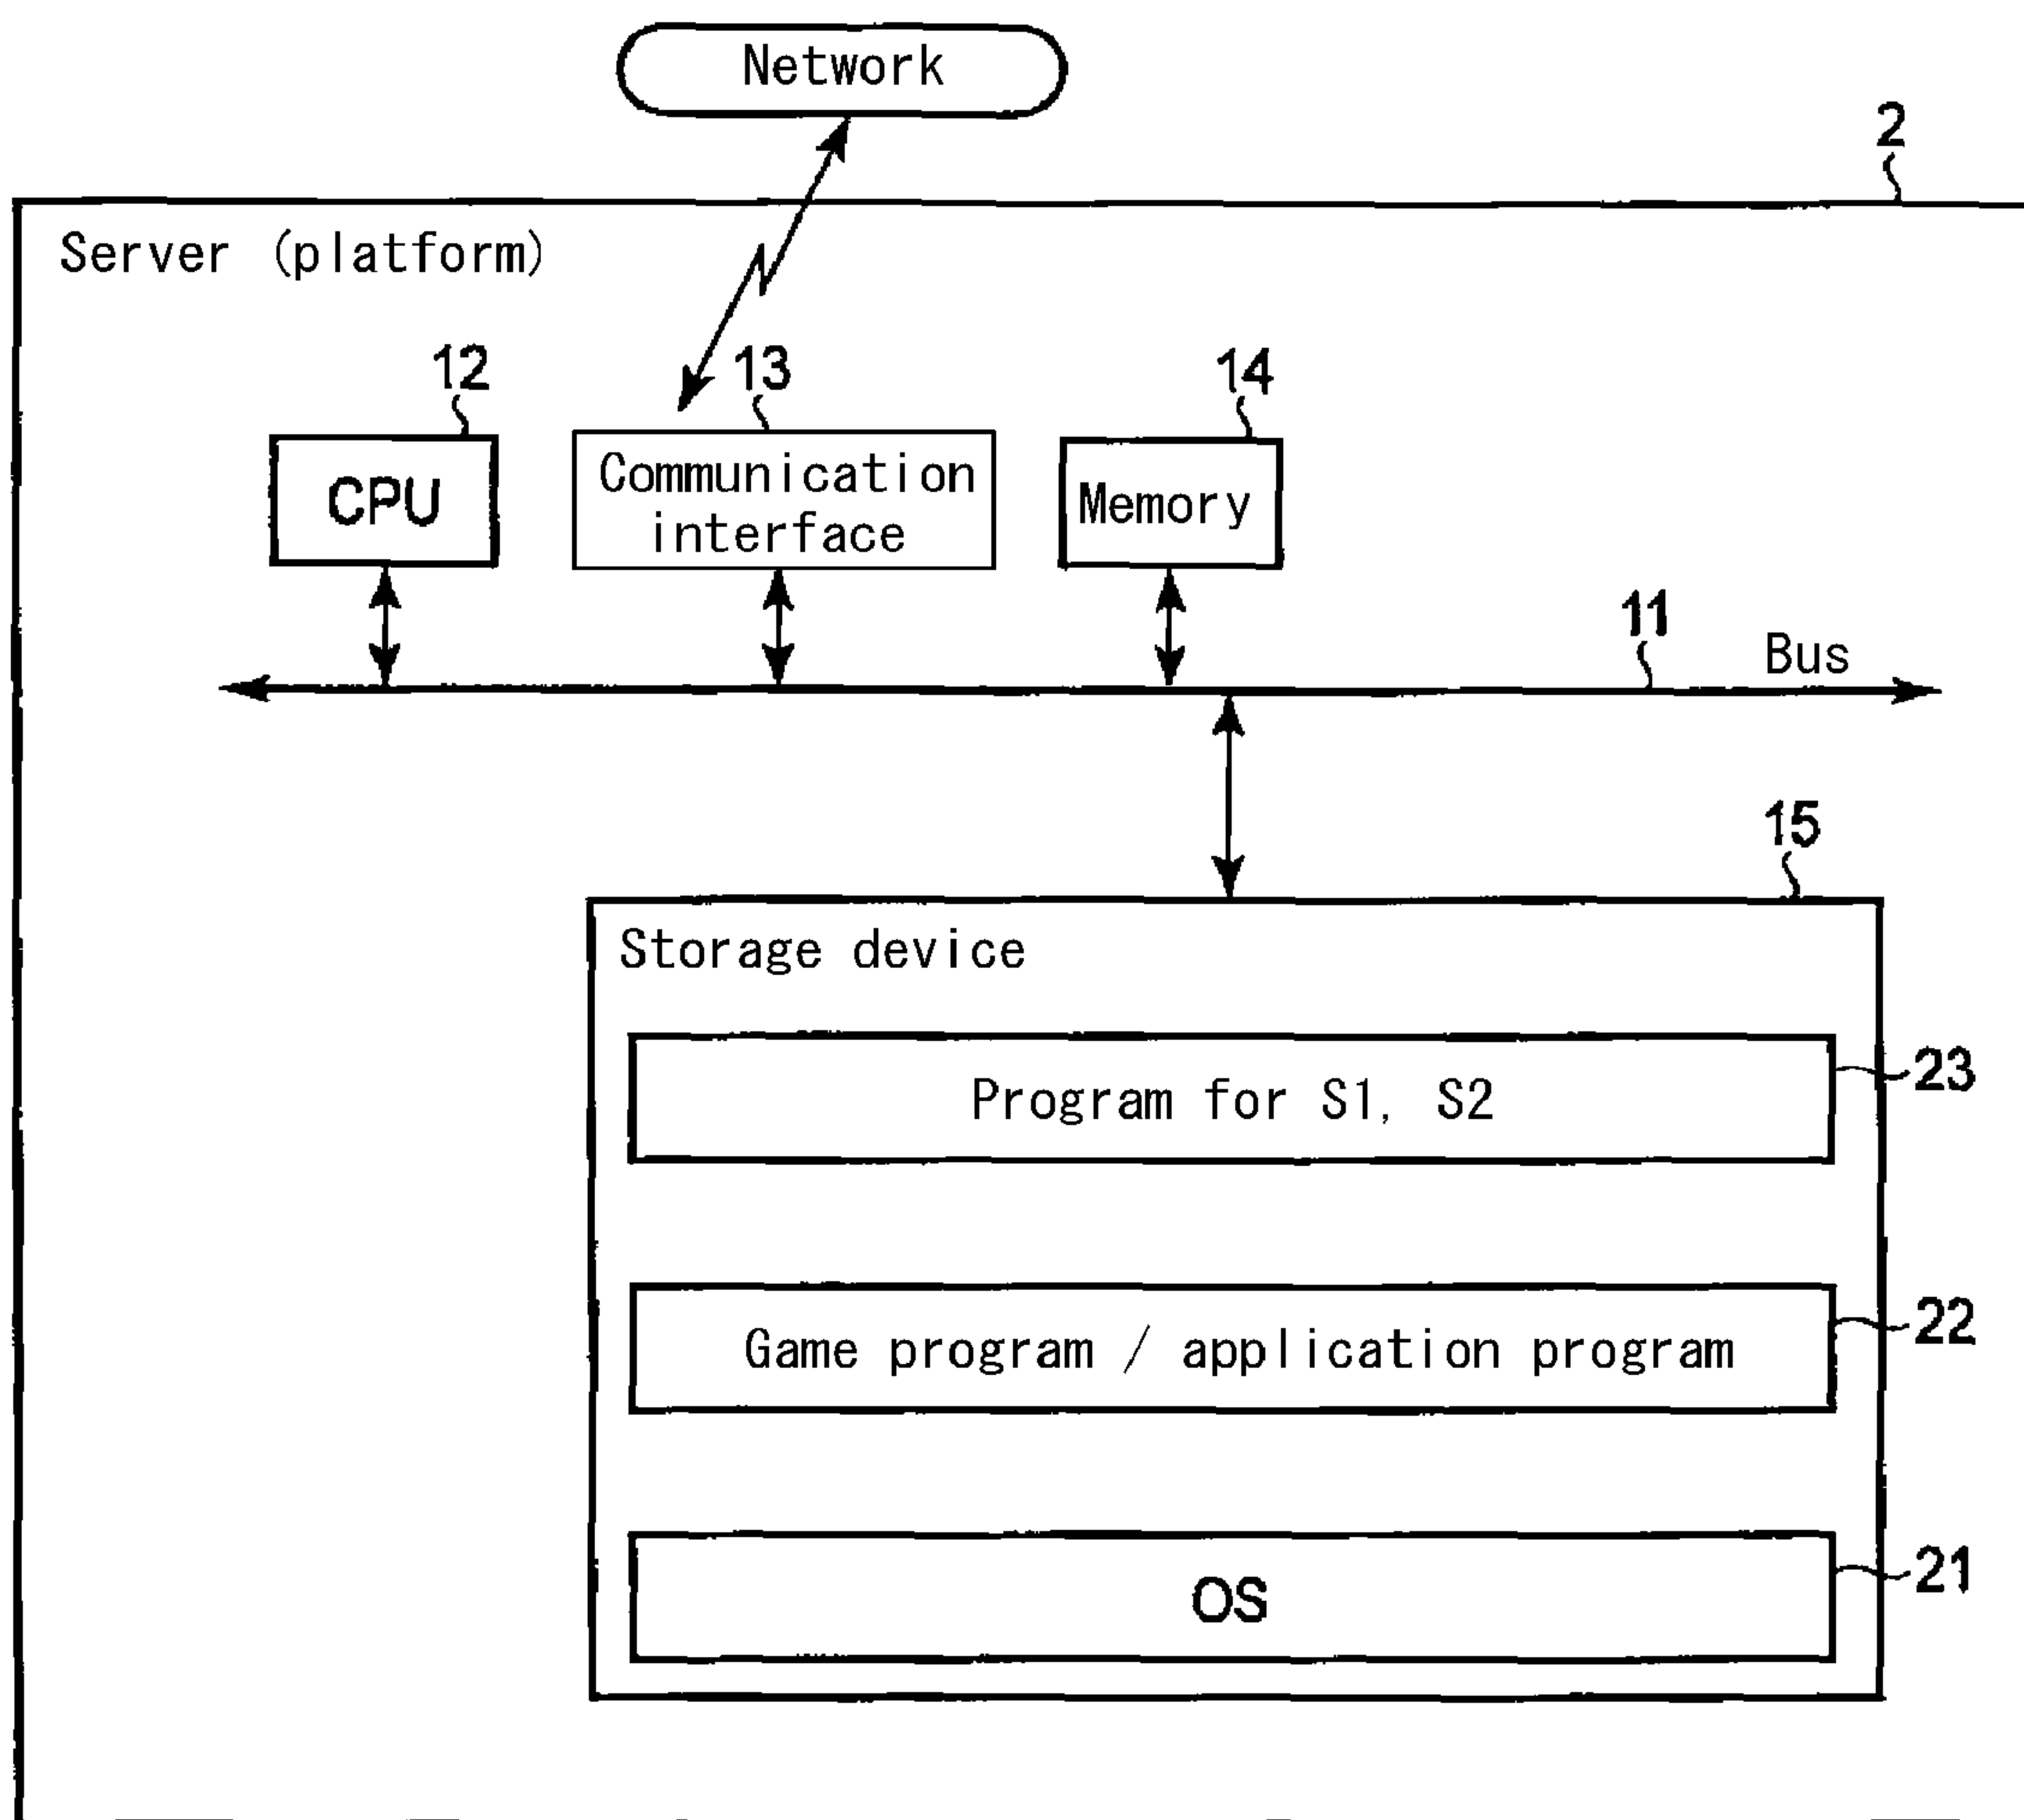 Network
2
Server (platform)
12
13
14
CPU
Communication
interface
Memory
11
Bus
15
Storage device
Program for S1, S2
23
Game program / application program
22
OS
21